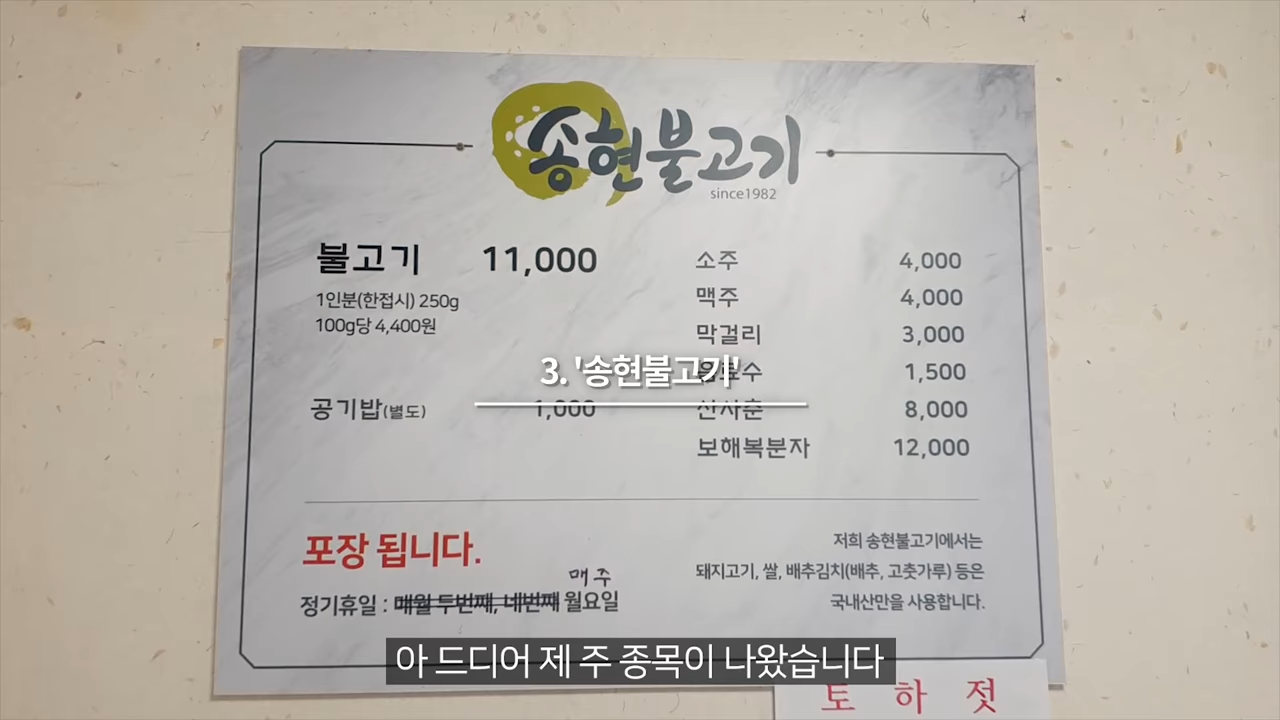 송현불고기
since1982
불고기 11,000
1인분(한접시) 250g
100g당 4,400원
공기밥(별도) 1,000
소주 4,000
맥주 4,000
막걸리 3,000
음료수 1,500
산사춘 8,000
보해복분자 12,000
3. '송현불고기'
포장 됩니다.
매주
정기휴일 : 매월 두번째, 네번째 월요일
저희 송현불고기에서는
돼지고기, 쌀, 배추김치(배추, 고춧가루) 등은
국내산만을 사용합니다.
아 드디어 제 주 종목이 나왔습니다
토 하 젓